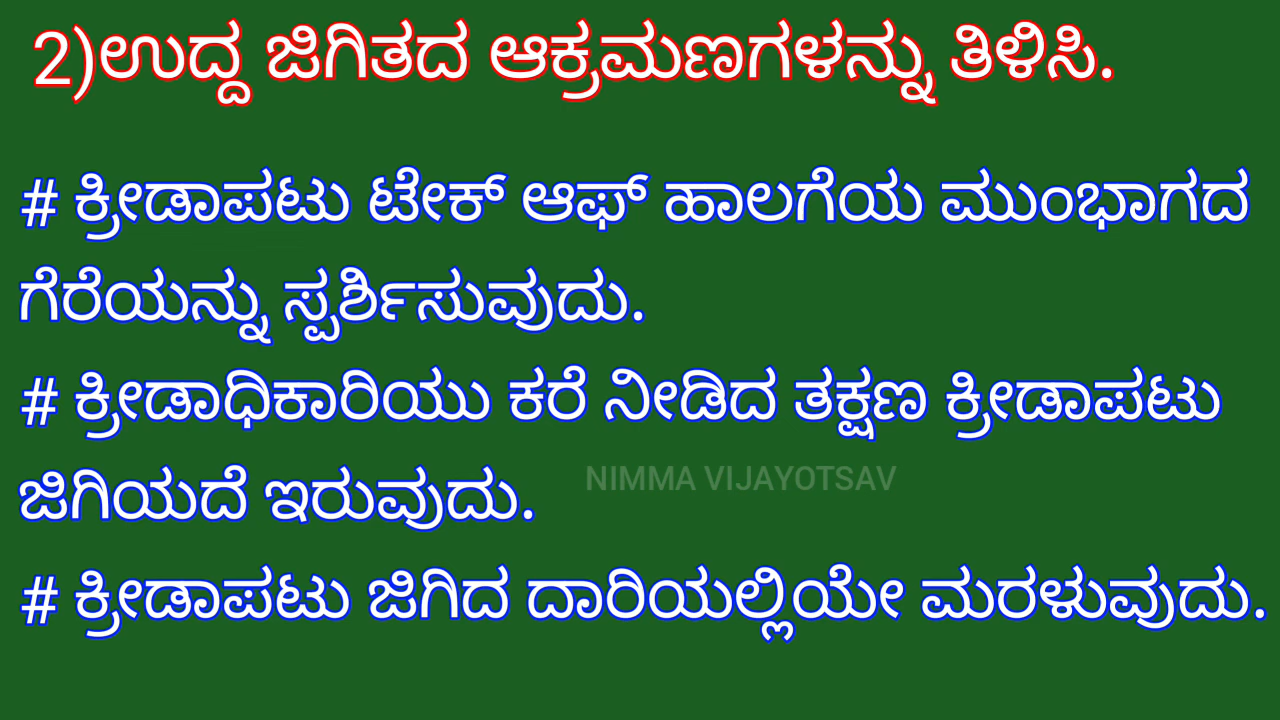 2)ಉದ್ದ ಜಿಗಿತದ ಆಕ್ರಮಣಗಳನ್ನು ತಿಳಿಸಿ.
# ಕ್ರೀಡಾಪಟು ಟೇಕ್ ಆಫ್ ಹಾಲಗೆಯ ಮುಂಭಾಗದ
ಗೆರೆಯನ್ನು ಸ್ಪರ್ಶಿಸುವುದು.
# ಕ್ರೀಡಾಧಿಕಾರಿಯು ಕರೆ ನೀಡಿದ ತಕ್ಷಣ ಕ್ರೀಡಾಪಟು
ಜಿಗಿಯದೆ ಇರುವುದು.
NIMMA VIJAYOTSAV
# ಕ್ರೀಡಾಪಟು ಜಿಗಿದ ದಾರಿಯಲ್ಲಿಯೇ ಮರಳುವುದು.